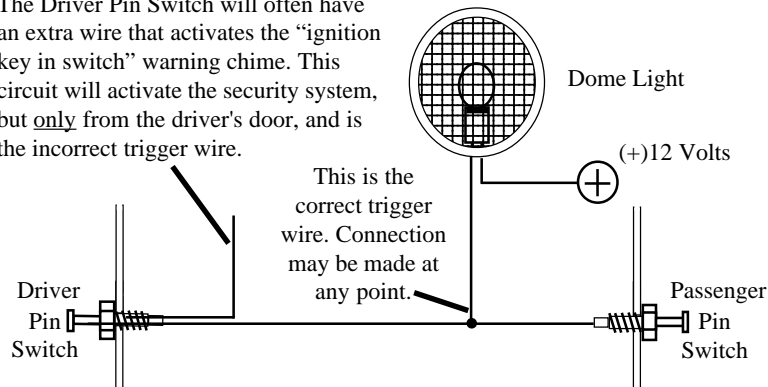 The Driver Pin Switch will often have
an extra wire that activates the “ignition
key in switch” warning chime. This
circuit will activate the security system,
but only from the driver's door, and is
the incorrect trigger wire.
Dome Light
(+)12 Volts
This is the
correct trigger
wire. Connection
may be made at
any point.
Driver
Pin
Switch
Passenger
Pin
Switch